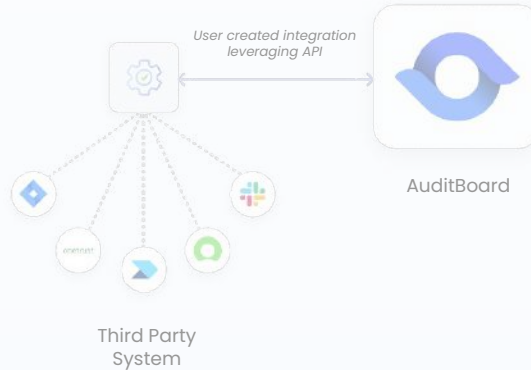 User created integration
leveraging API
AuditBoard
Third Party
System